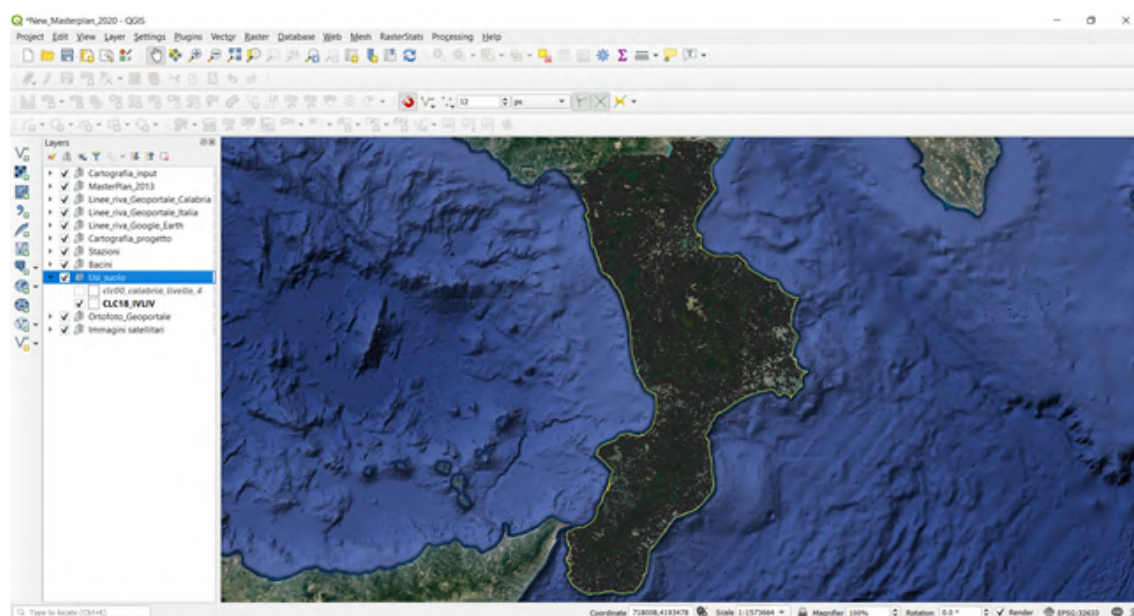 *New_Masterplan_2020 - QGIS
Project Edit View Layer Settings Plugins Vector Raster Database Web Mesh RasterStats Processing Help
12 px
Layers
Cartografia_input
MasterPlan_2013
Linee_riva_Geoportale_Calabria
Linee_riva_Geoportale_Italia
Linee_riva_Google_Earth
Cartografia_progetto
Stazioni
Bacini
Usi_suolo
clc00_calabria_livello_4
CLC18_IVLIV
Ortofoto_Geoportale
Immagini satellitari
Type to locate (Ctrl+K) Coordinate 718008,4193478 Scale 1:1573684 Magnifier 100% Rotation 0.0 ° Render EPSG:32633